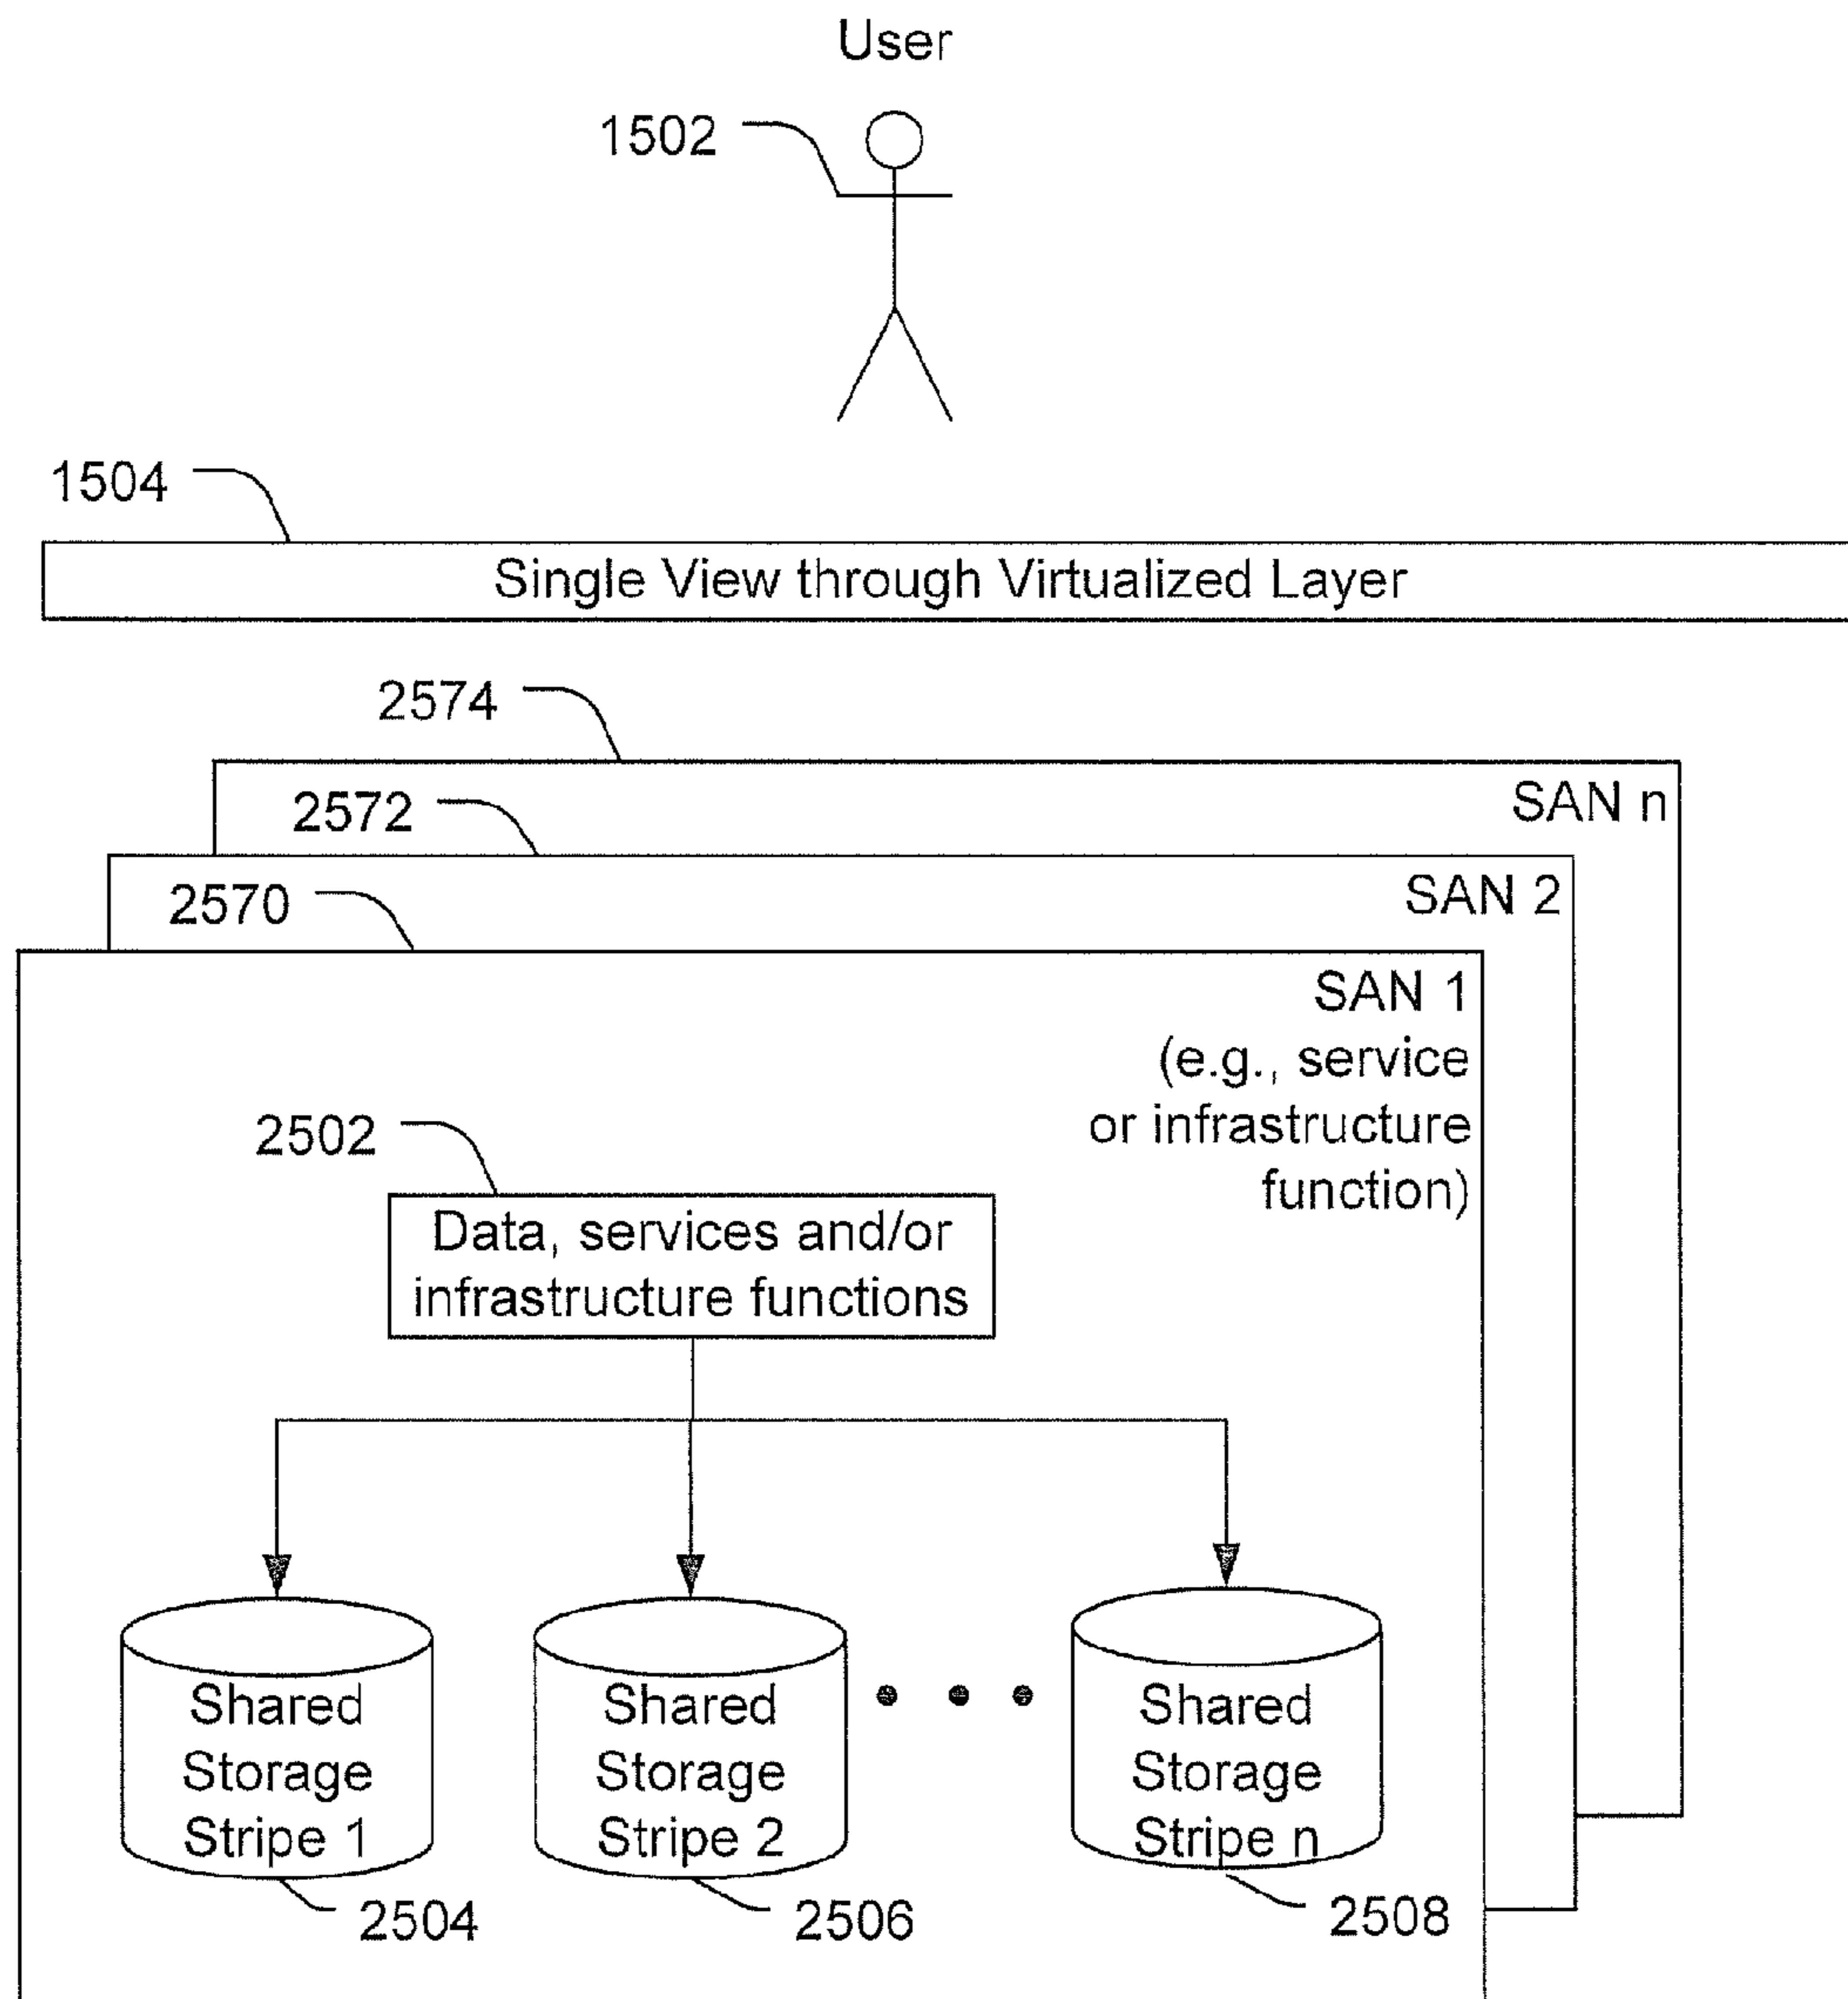 User
1502
1504
Single View through Virtualized Layer
2574
SAN n
2572
SAN 2
2570
SAN 1
(e.g., service
or infrastructure
function)
2502
Data, services and/or
infrastructure functions
Shared
Storage
Stripe 1
Shared
Storage
Stripe 2
Shared
Storage
Stripe n
2504
2506
2508